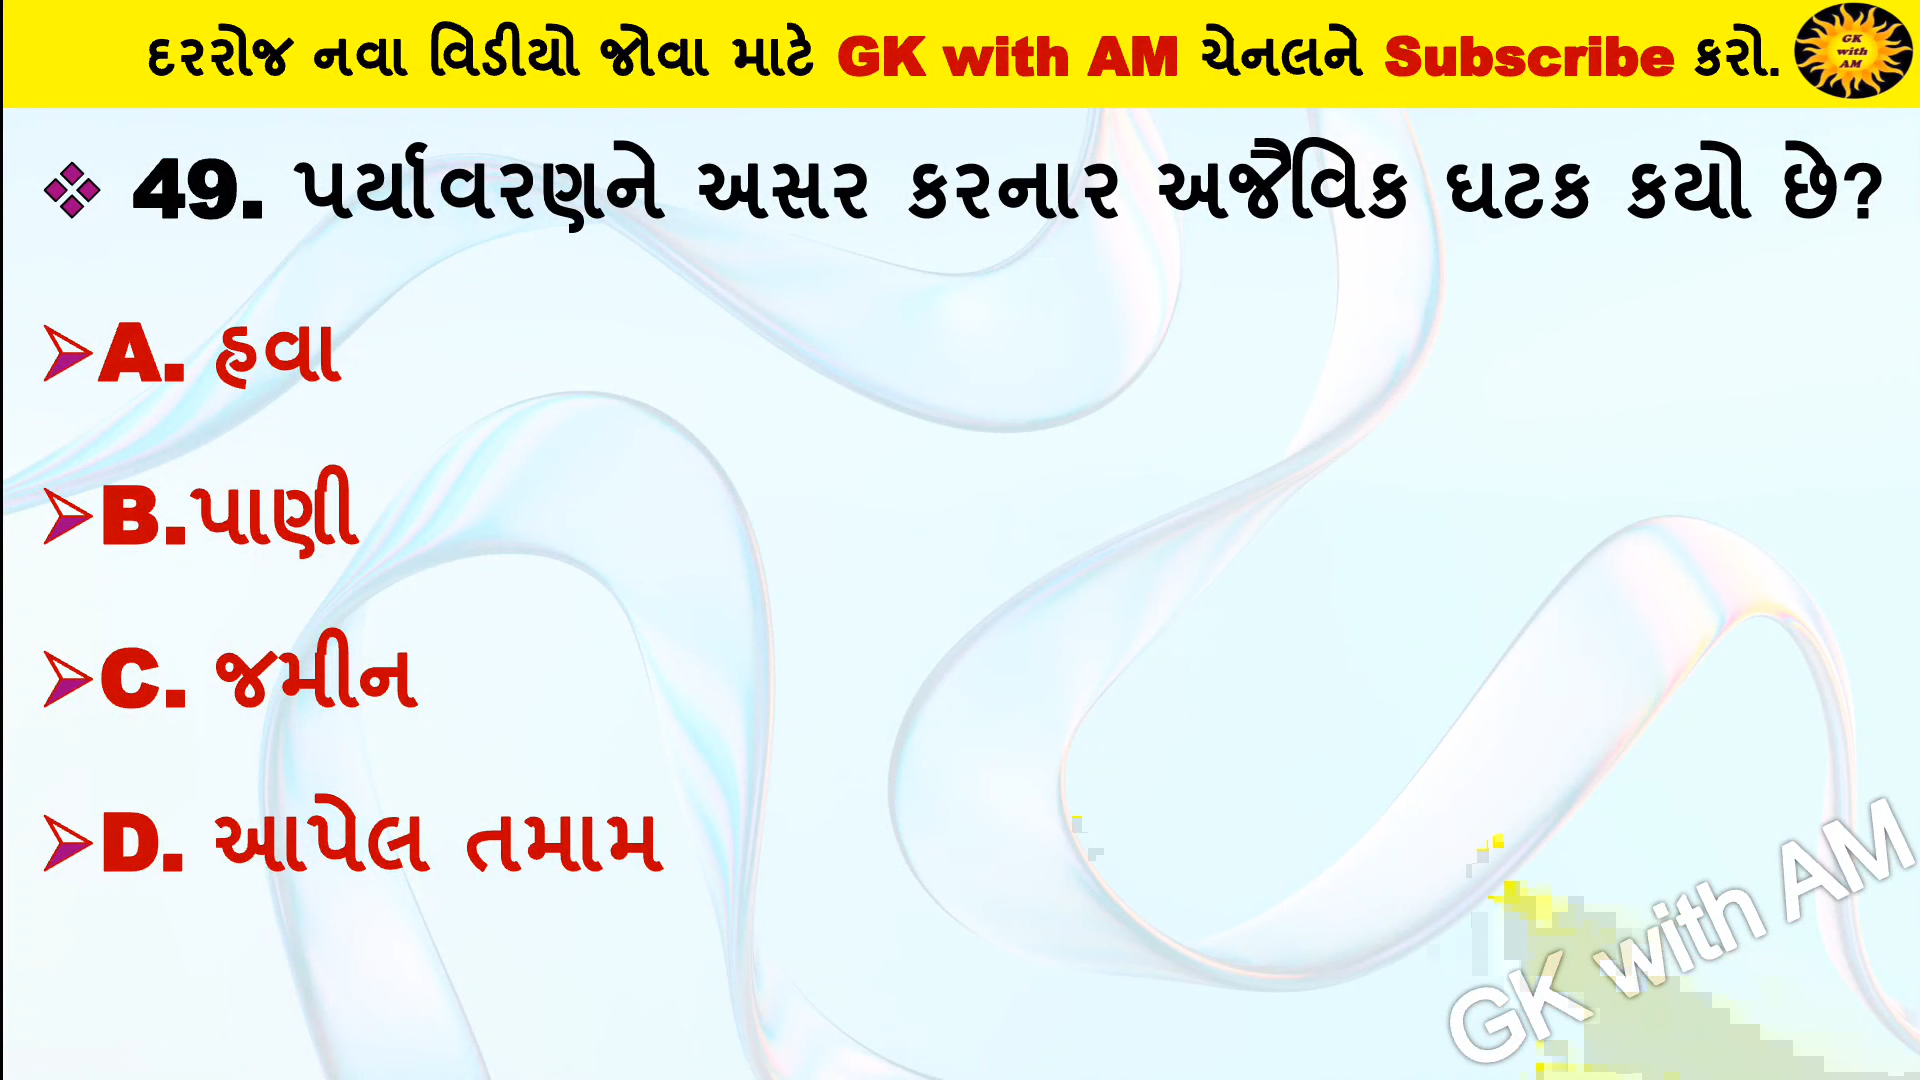 દરરોજ નવા વિડીયો જોવા માટે GK with AM ચેનલને Subscribe કરો.
GK
with
AM
49. પર્યાવરણને અસર કરનાર અજૈવિક ઘટક કયો છે?
A. હવા
B.પાણી
C. જમીન
D. આપેલ તમામ
GK with AM